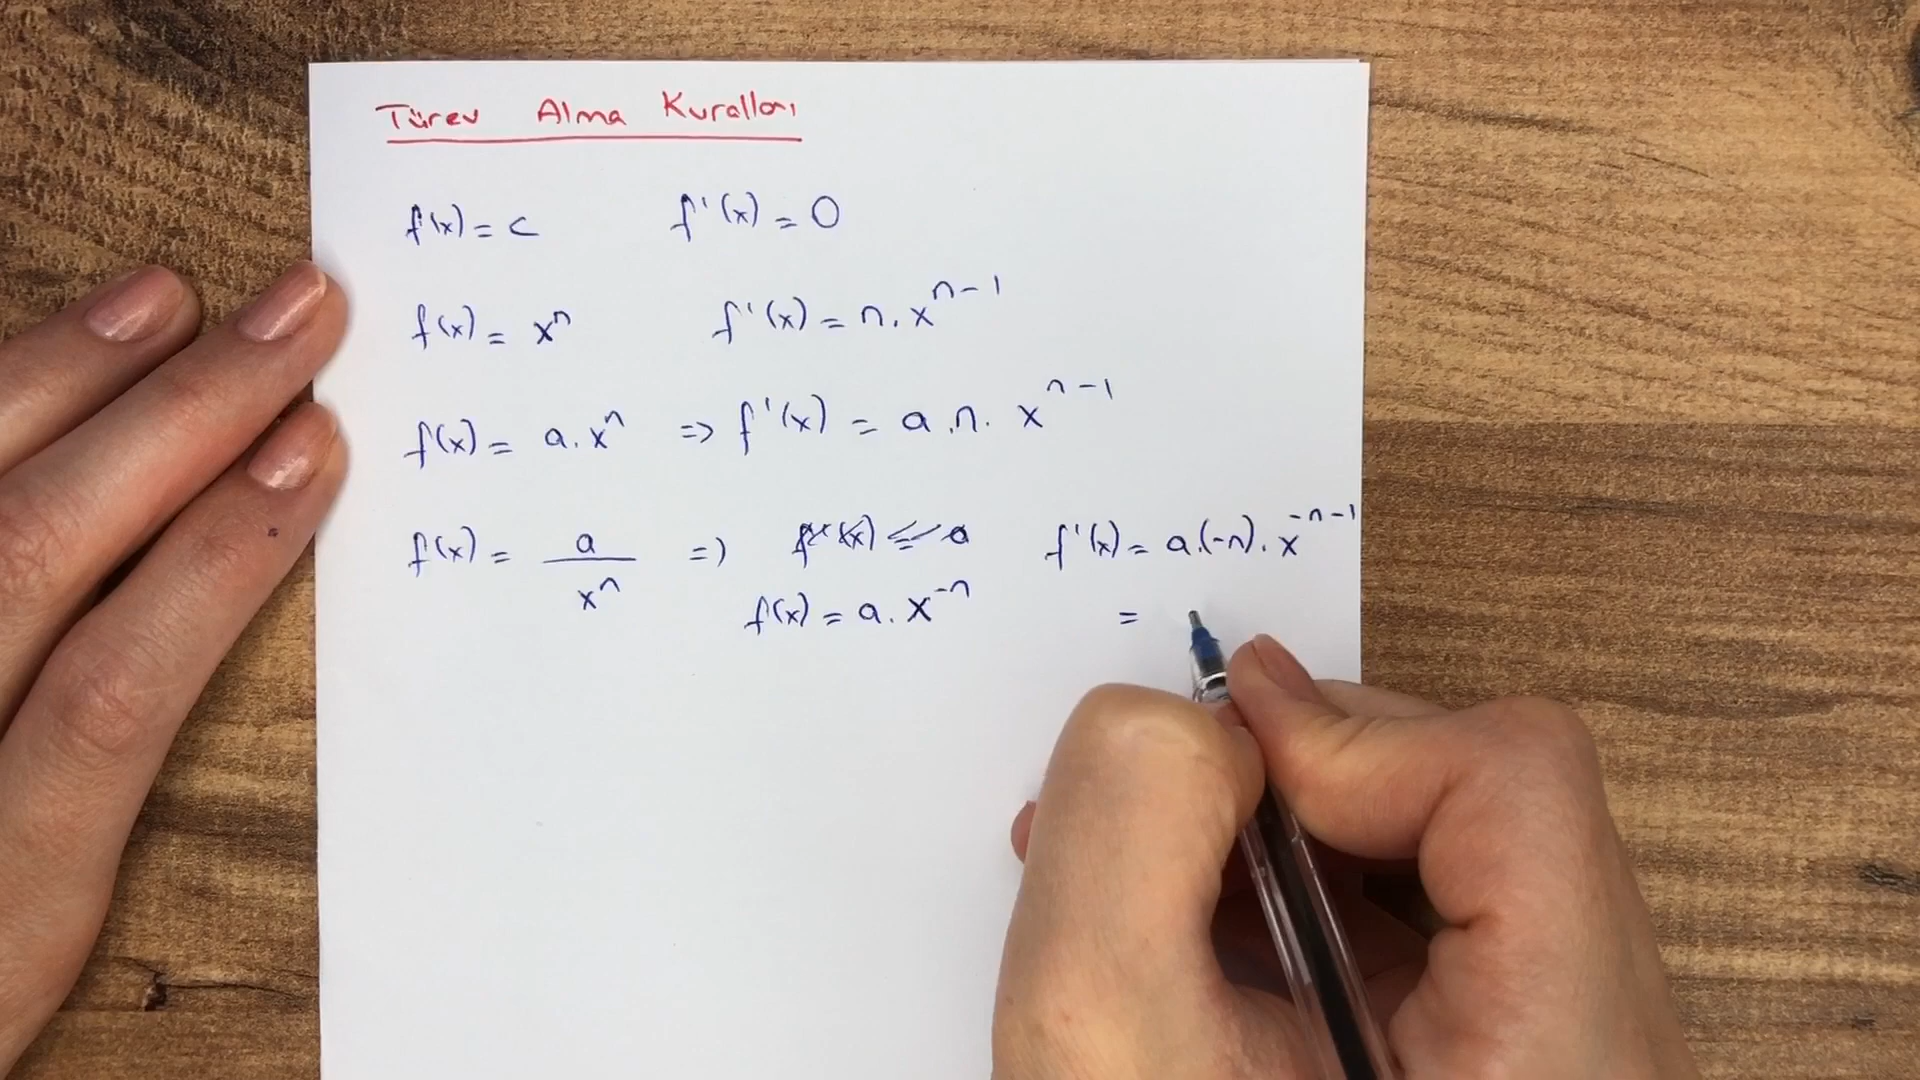 Türev Alma Kuralları
f(x) = c f'(x) = 0
f(x) = xⁿ f'(x) = n. xⁿ⁻¹
f(x) = a. xⁿ => f'(x) = a .n. xⁿ⁻¹
f(x) = a/xⁿ => f'(x) = a.(-n). x⁻ⁿ⁻¹
f(x) = a. x⁻ⁿ =